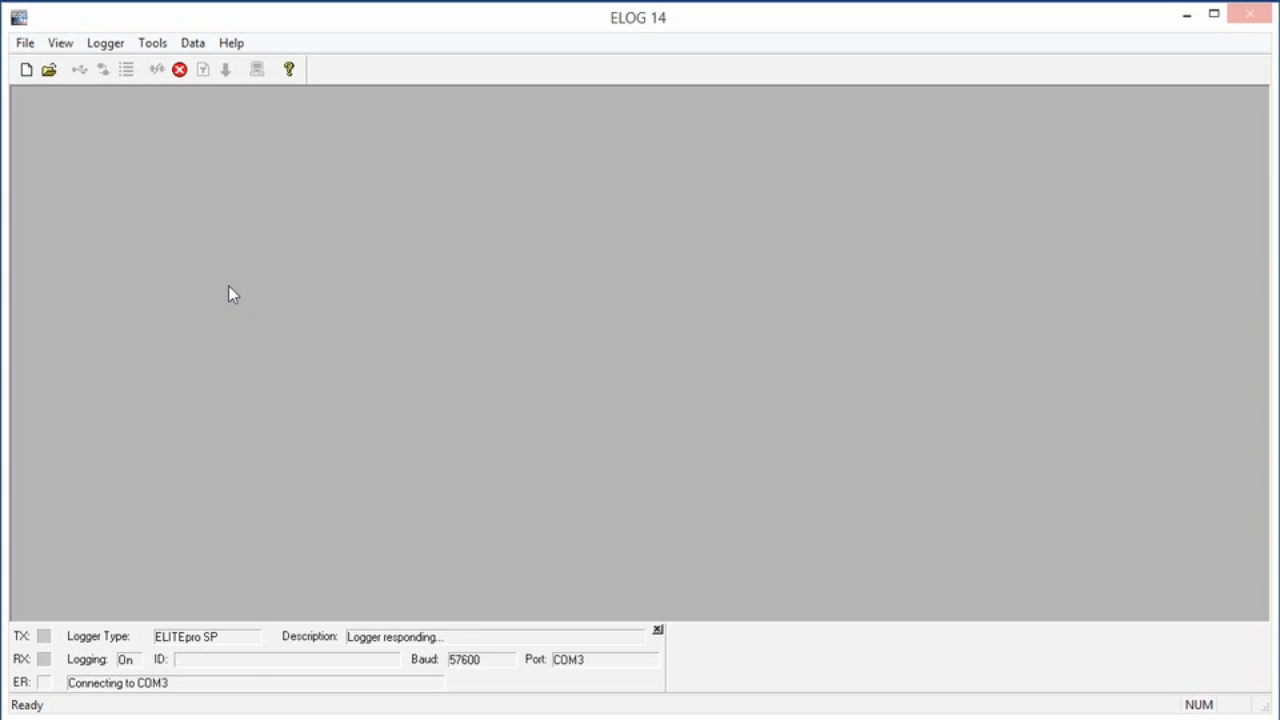 ELOG 14
File View Logger Tools Data Help
TX: Logger Type: ELITEpro SP Description: Logger responding...
RX: Logging: On ID: Baud: 57600 Port: COM3
ER: Connecting to COM3
Ready NUM